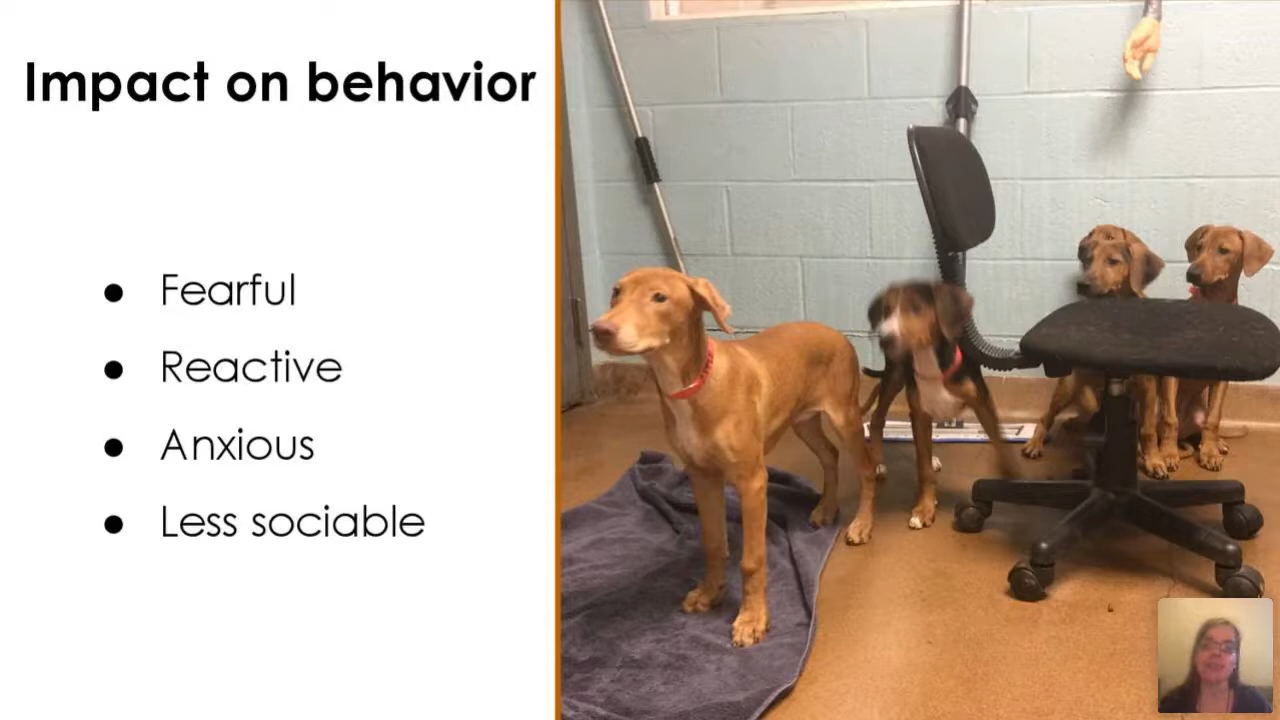 Impact on behavior
● Fearful
● Reactive
● Anxious
● Less sociable